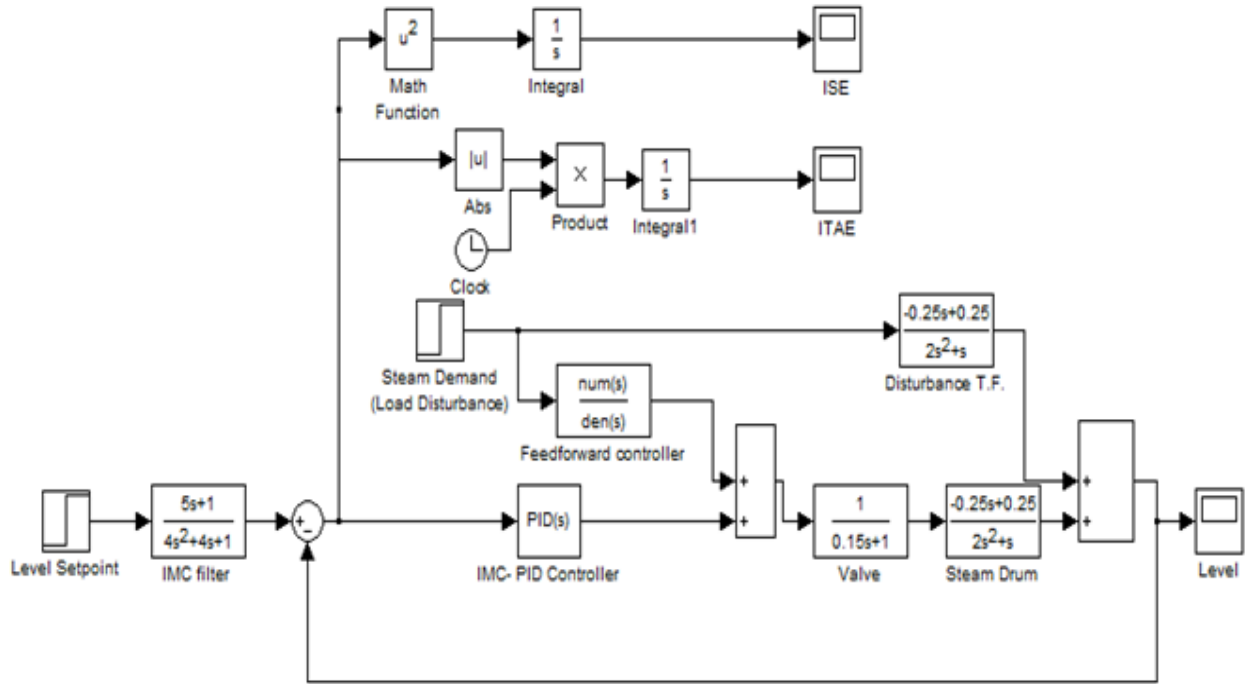 u²
Math
Function
1
s
Integral
ISE
|u|
Abs
X
Product
1
s
Integral1
ITAE
Clock
Steam Demand
(Load Disturbance)
-0.25s+0.25
2s²+s
Disturbance T.F.
num(s)
den(s)
Feedforward controller
+
+
+
+
Level Setpoint
5s+1
4s²+4s+1
IMC filter
+
−
PID(s)
IMC- PID Controller
1
0.15s+1
Valve
-0.25s+0.25
2s²+s
Steam Drum
Level